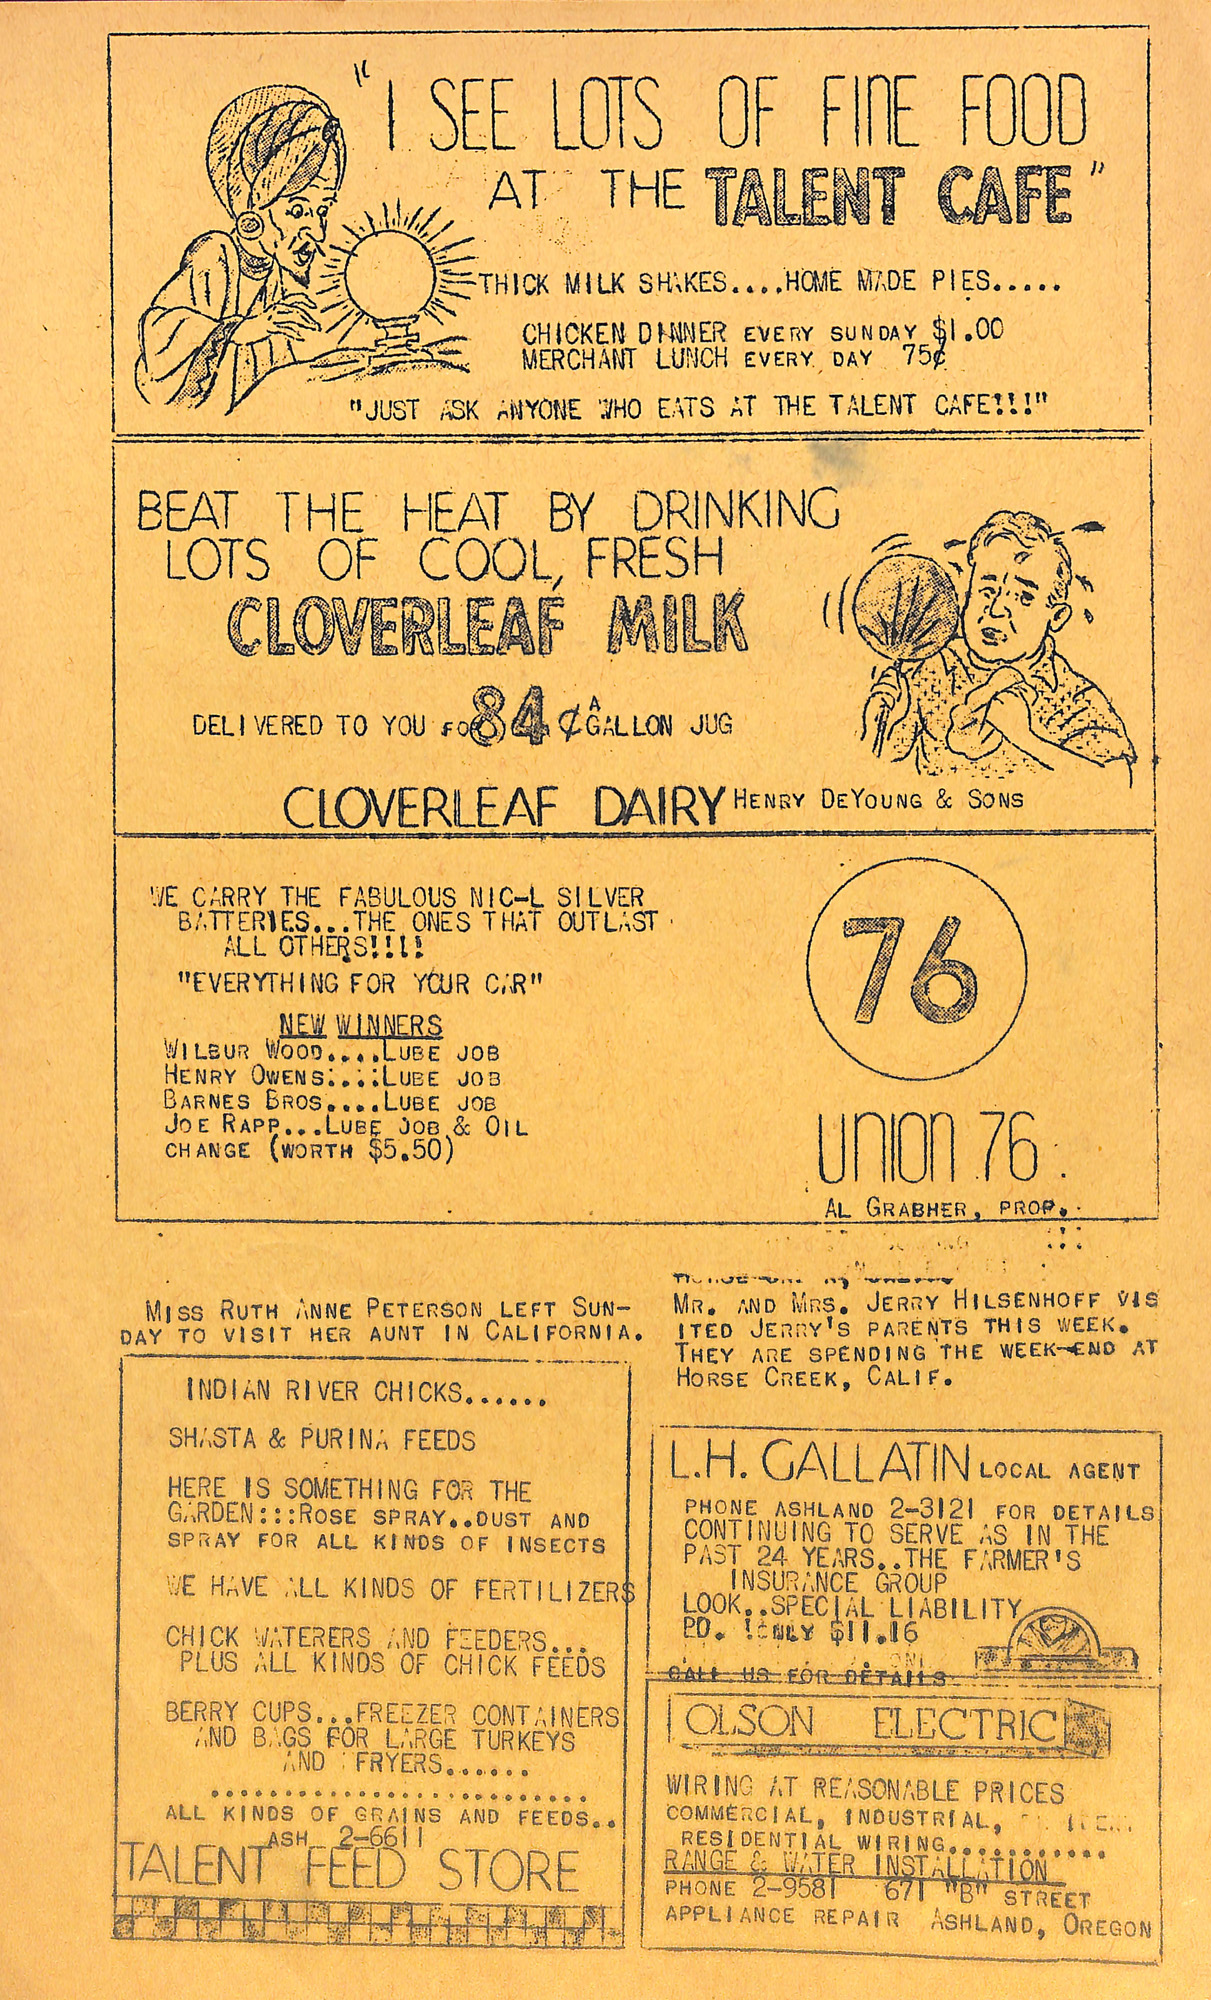 "I SEE LOTS OF FINE FOOD
AT THE TALENT CAFE"
THICK MILK SHAKES....HOME MADE PIES.....
CHICKEN DINNER EVERY SUNDAY $1.00
MERCHANT LUNCH EVERY DAY 75¢
"JUST ASK ANYONE WHO EATS AT THE TALENT CAFE!!!"
BEAT THE HEAT BY DRINKING
LOTS OF COOL, FRESH
CLOVERLEAF MILK
DELIVERED TO YOU FOR 84¢ A GALLON JUG
CLOVERLEAF DAIRY HENRY DEYOUNG & SONS
WE CARRY THE FABULOUS NIC-L SILVER
BATTERIES...THE ONES THAT OUTLAST
ALL OTHERS!!!!
"EVERYTHING FOR YOUR CAR"
NEW WINNERS
WILBUR WOOD....LUBE JOB
HENRY OWENS::::LUBE JOB
BARNES BROS....LUBE JOB
JOE RAPP...LUBE JOB & OIL
CHANGE (WORTH $5.50)
76
UNION 76
AL GRABHER, PROP.
MISS RUTH ANNE PETERSON LEFT SUN-
DAY TO VISIT HER AUNT IN CALIFORNIA.
MR. AND MRS. JERRY HILSENHOFF VIS
ITED JERRY'S PARENTS THIS WEEK.
THEY ARE SPENDING THE WEEK-END AT
HORSE CREEK, CALIF.
INDIAN RIVER CHICKS......
SHASTA & PURINA FEEDS
HERE IS SOMETHING FOR THE
GARDEN:::ROSE SPRAY..DUST AND
SPRAY FOR ALL KINDS OF INSECTS
WE HAVE ALL KINDS OF FERTILIZERS
CHICK WATERERS AND FEEDERS...
PLUS ALL KINDS OF CHICK FEEDS
BERRY CUPS...FREEZER CONTAINERS
AND BAGS FOR LARGE TURKEYS
AND FRYERS......
..........................
ALL KINDS OF GRAINS AND FEEDS..
ASH 2-6611
TALENT FEED STORE
L.H. GALLATIN LOCAL AGENT
PHONE ASHLAND 2-3121 FOR DETAILS
CONTINUING TO SERVE AS IN THE
PAST 24 YEARS..THE FARMER'S
INSURANCE GROUP
LOOK..SPECIAL LIABILITY
PD. ONLY $11.16
CALL US FOR DETAILS
OLSON ELECTRIC
WIRING AT REASONABLE PRICES
COMMERCIAL, INDUSTRIAL,
RESIDENTIAL WIRING...........
RANGE & WATER INSTALLATION
PHONE 2-9581 671 "B" STREET
APPLIANCE REPAIR ASHLAND, OREGON